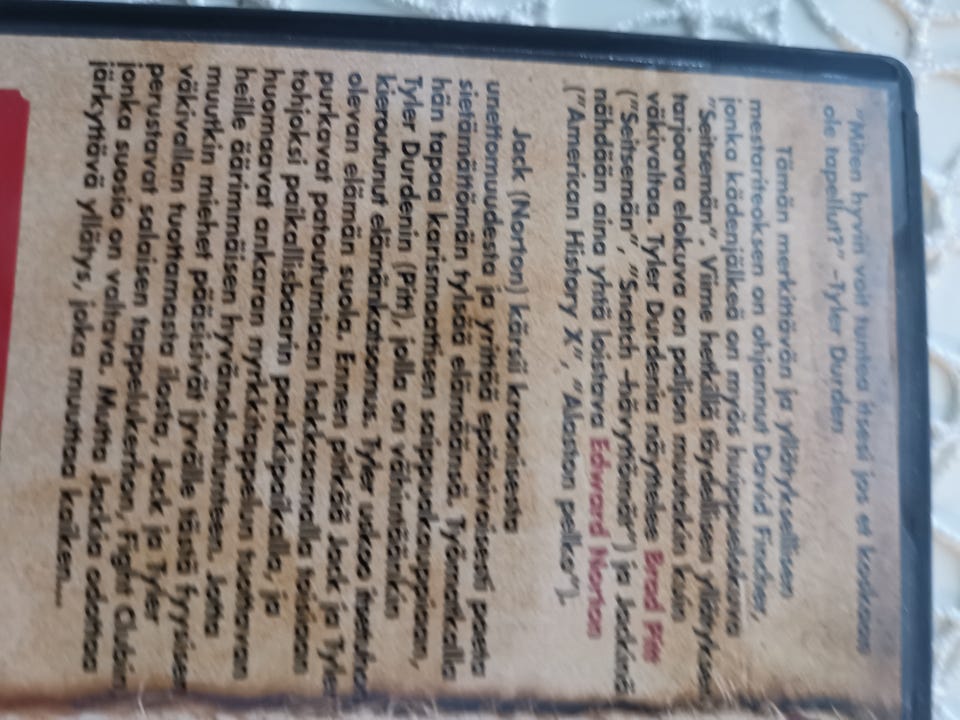 "Miten hyvin voit tuntea itsesi jos et koskaan
ole tapellut?" -Tyler Durden
Tämän merkittävän ja yllätyksellisen
mestariteoksen on ohjannut David Fincher,
jonka kädenjälkeä on myös huippuelokuva
"Seitsemän". Viime hetkillä täydellisen yllätyksen
tarjoava elokuva on paljon muutakin kuin
väkivaltaa. Tyler Durdenia näyttelee Brad Pitt
("Seitsemän", "Snatch -hävyttömät") ja Jackinä
nähdään aina yhtä loistava Edward Norton
("American History X", "Alaston pelko").
Jack (Norton) kärsii kroonisesta
unettomuudesta ja yrittää epätoivoisesti paeta
sietämättömän tylsää elämäänsä. Työmatkalla
hän tapaa karismaattisen saippuakauppiaan,
Tyler Durdenin (Pitt), jolla on vähintäänkin
kieroutunut elämänkatsomus. Tyler uskoo itsetuhon
olevan elämän suola. Ennen pitkää Jack ja Tyler
purkavat patoutumiaan hakkaamalla toisiaan
tohjoksi paikallisbaarin parkkipaikalla, ja
huomaavat ankaran nyrkkitappelun tuottavan
heille äärimmäisen hyvänolontunteen. Jotta
muutkin miehet pääsisivät jyvälle tästä fyysisen
väkivallan tuottamasta ilosta, Jack ja Tyler
perustavat salaisen tappelukerhon, Fight Clubin
jonka suosio on valtava. Mutta Jackia odottaa
järkyttävä yllätys, joka muuttaa kaiken...